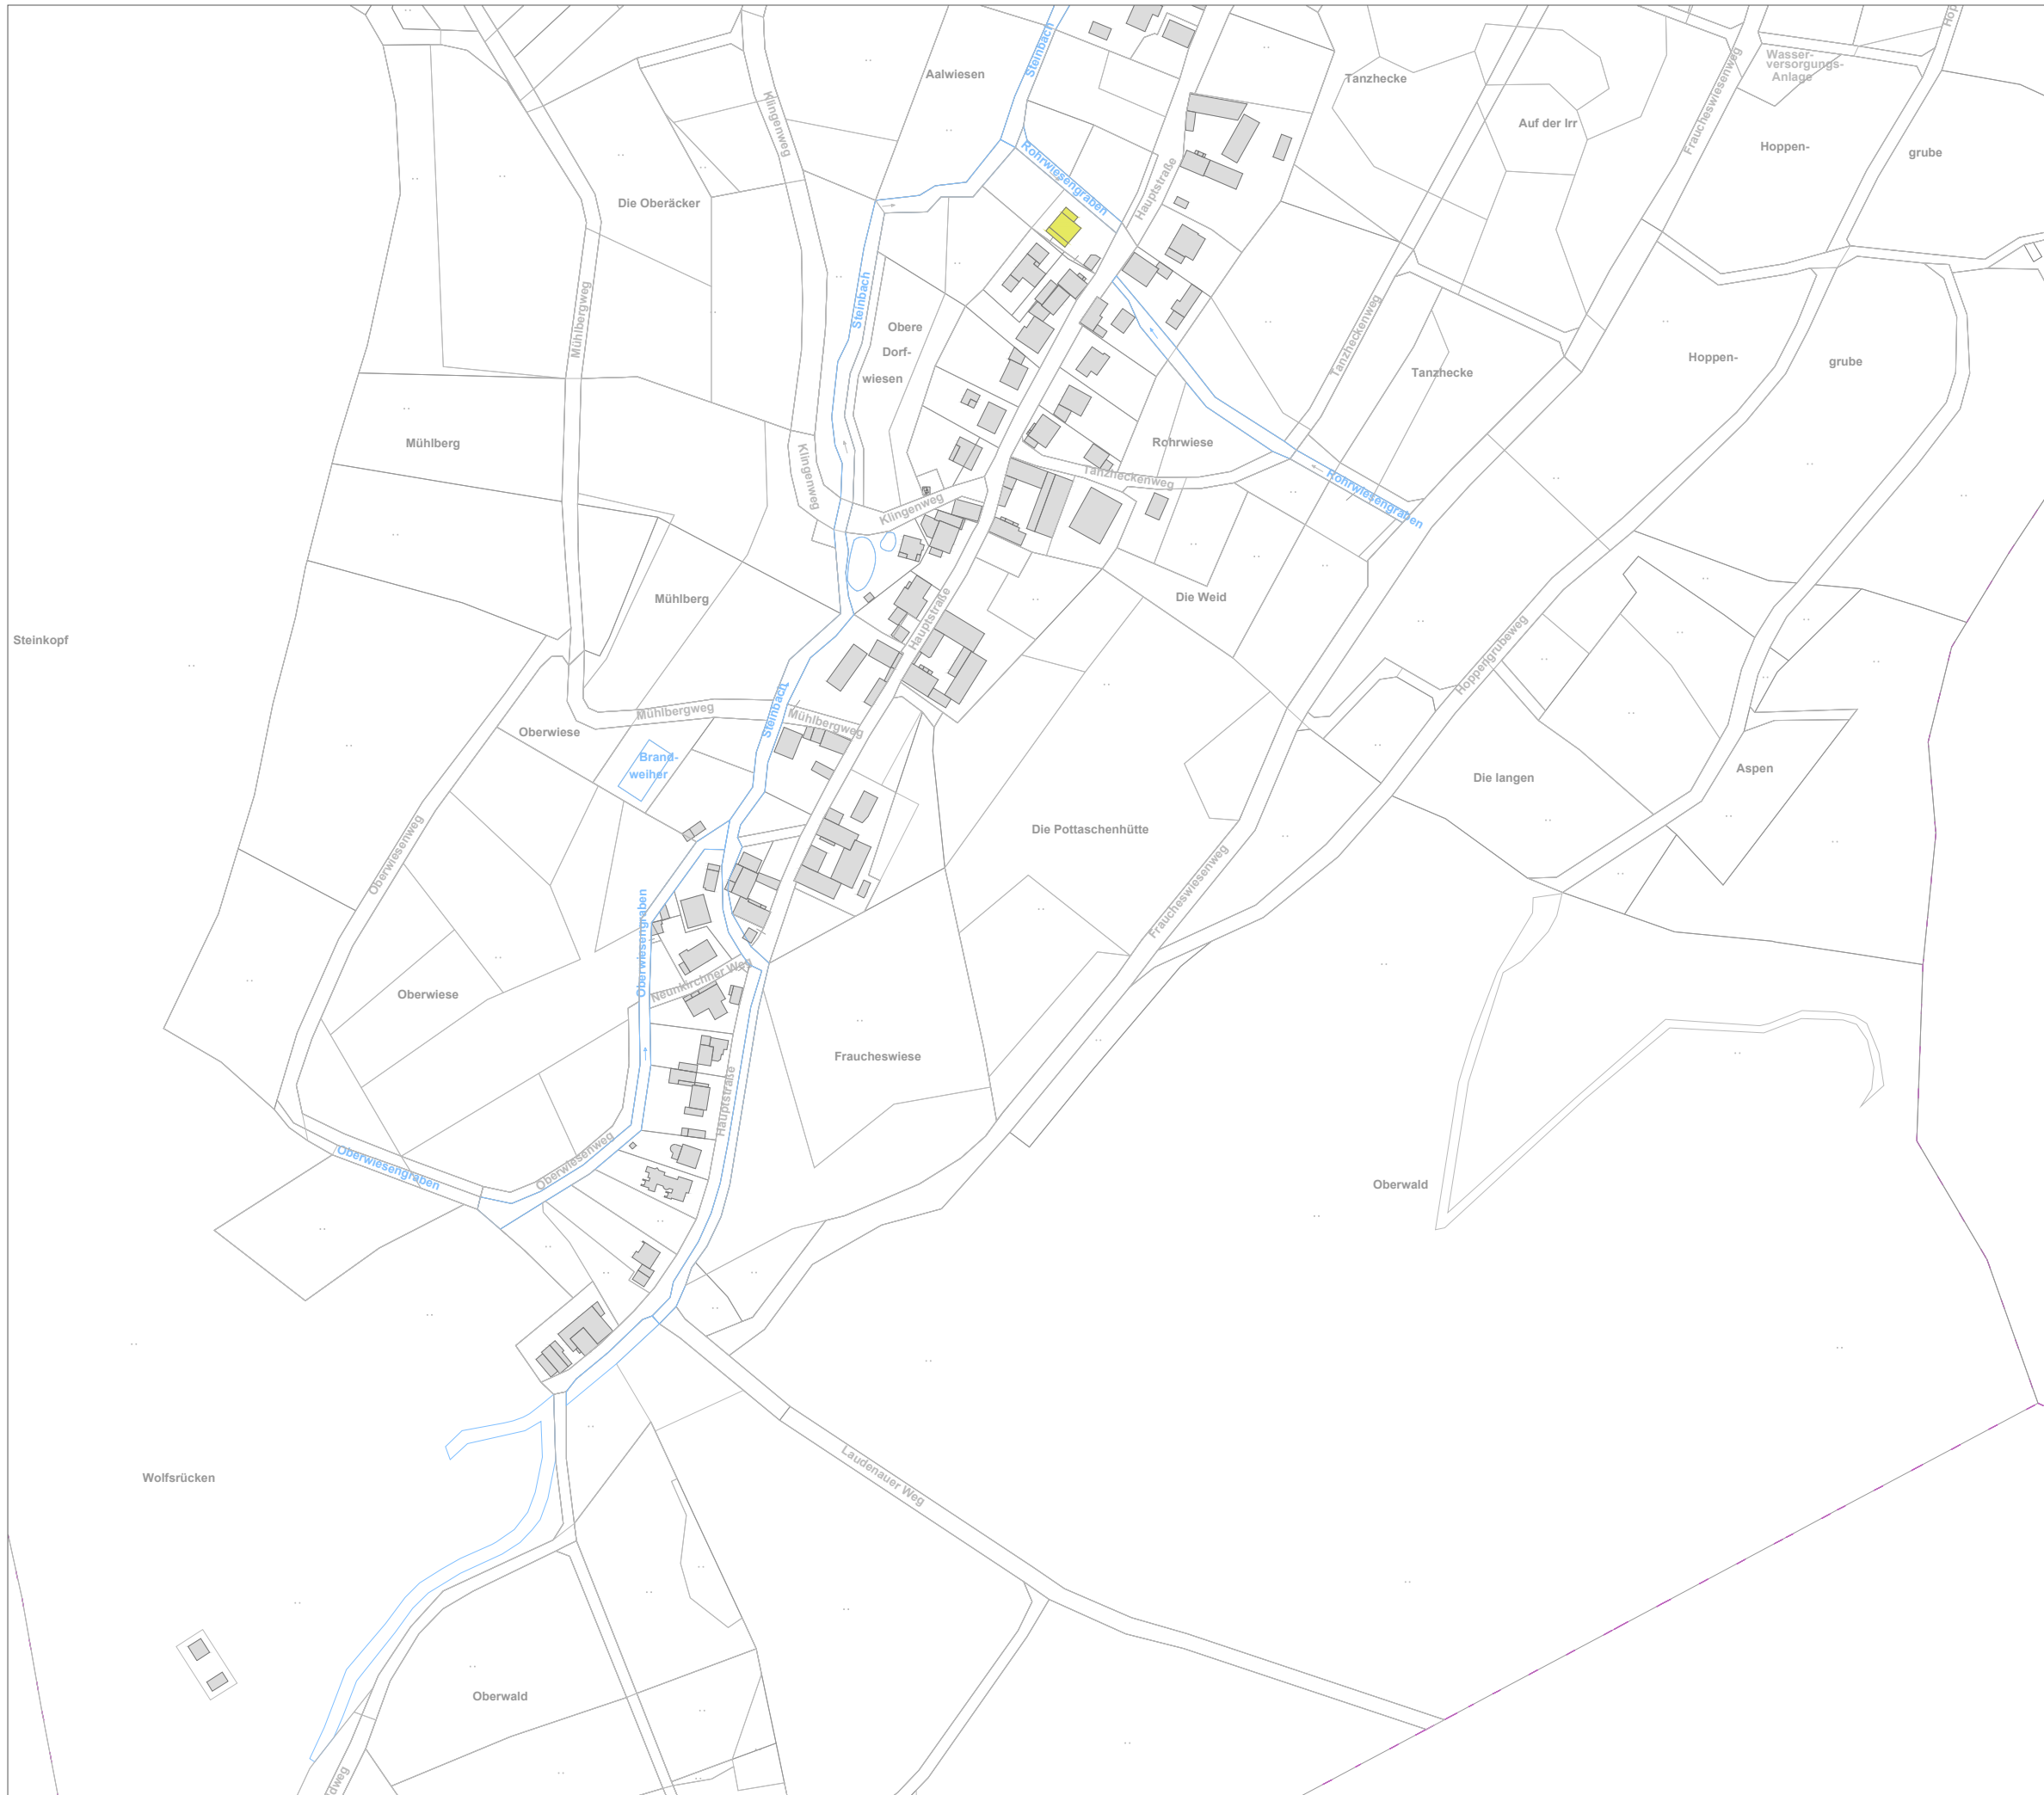 Steinbach
Aalwiesen
Tanzhecke
Wasser-
versorgungs-
Anlage
Klingenweg
Auf der Irr
Fraucheswiesenweg
Hoppen-
grube
Rohrwiesengraben
Hauptstraße
Die Oberäcker
Mühlbergweg
Steinbach
Obere
Dorf-
wiesen
Tanzheckenweg
Hoppen-
grube
Tanzhecke
Mühlberg
Rohrwiese
Klingenweg
Tanzheckenweg
Rohrwiesengraben
Klingenweg
Mühlberg
Die Weid
Hauptstraße
Steinkopf
Hoppengrubeweg
Steinbach
Mühlbergweg
Mühlbergweg
Oberwiese
Brand-
weiher
Die langen
Aspen
Die Pottaschenhütte
Oberwiesenweg
Fraucheswiesenweg
Oberwiesengraben
Neunkirchner Weg
Oberwiese
Fraucheswiese
Hauptstraße
Oberwiesenweg
Oberwiesengraben
Oberwald
Wolfsrücken
Laudenauer Weg
Oberwald